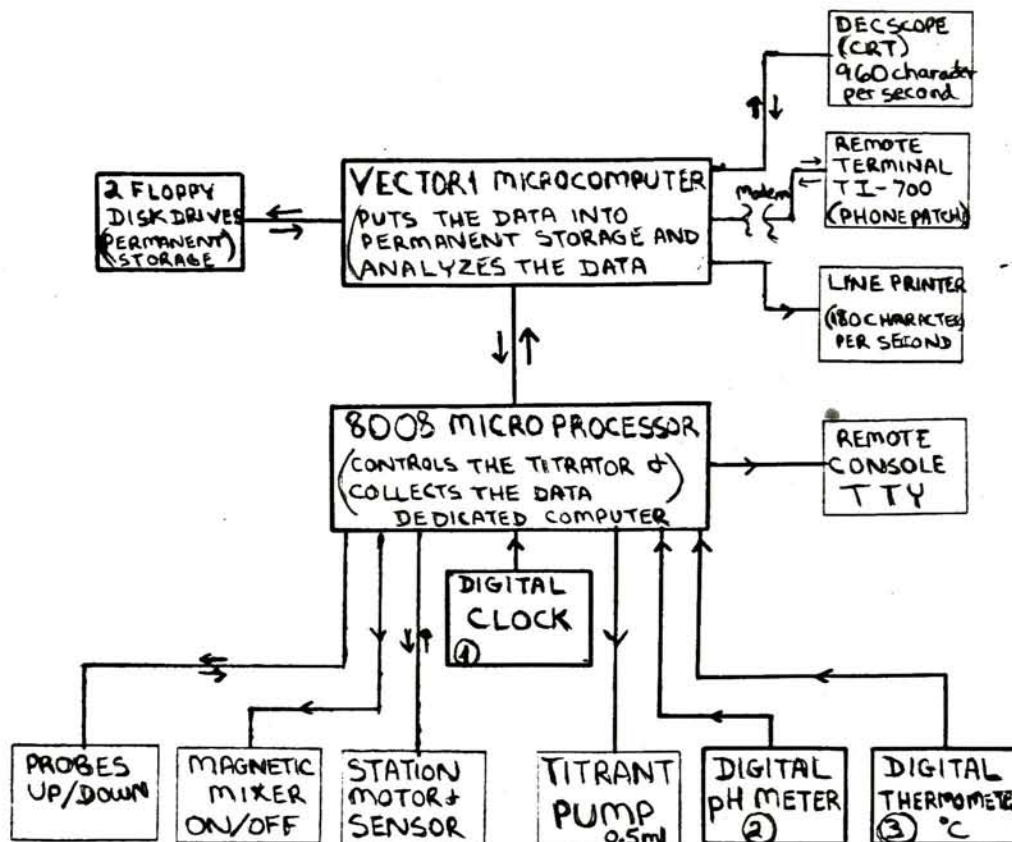 DECSCOPE
(CRT)
960 character
per second
VECTOR1 MICROCOMPUTER
(PUTS THE DATA INTO
PERMANENT STORAGE AND
ANALYZES THE DATA
2 FLOPPY
DISK DRIVES
(PERMANENT
STORAGE)
Modem
REMOTE
TERMINAL
TI-700
(PHONE PATCH)
LINE PRINTER
(180 CHARACTER)
PER SECOND
8008 MICRO PROCESSOR
(CONTROLS THE TITRATOR &
COLLECTS THE DATA)
DEDICATED COMPUTER
REMOTE
CONSOLE
TTY
DIGITAL
CLOCK
①
PROBES
UP/DOWN
MAGNETIC
MIXER
ON/OFF
STATION
MOTOR &
SENSOR
TITRANT
PUMP
0.5ml
DIGITAL
pH METER
②
DIGITAL
THERMOMETER
③ °C